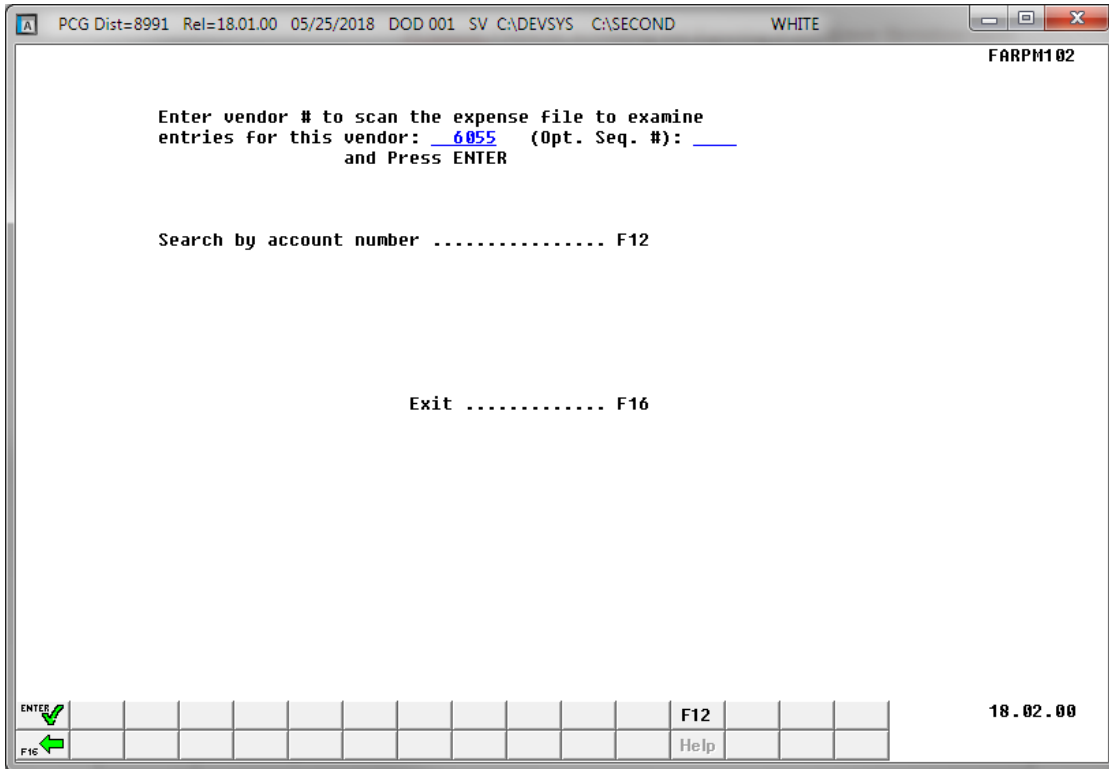 A PCG Dist=8991 Rel=18.01.00 05/25/2018 DOD 001 SV C:\DEVSYS C:\SECOND WHITE
FARPM102
Enter vendor # to scan the expense file to examine
entries for this vendor: __6055 (Opt. Seq. #): ____
and Press ENTER
Search by account number ................ F12
Exit ............. F16
ENTER F12 18.02.00
F16 Help